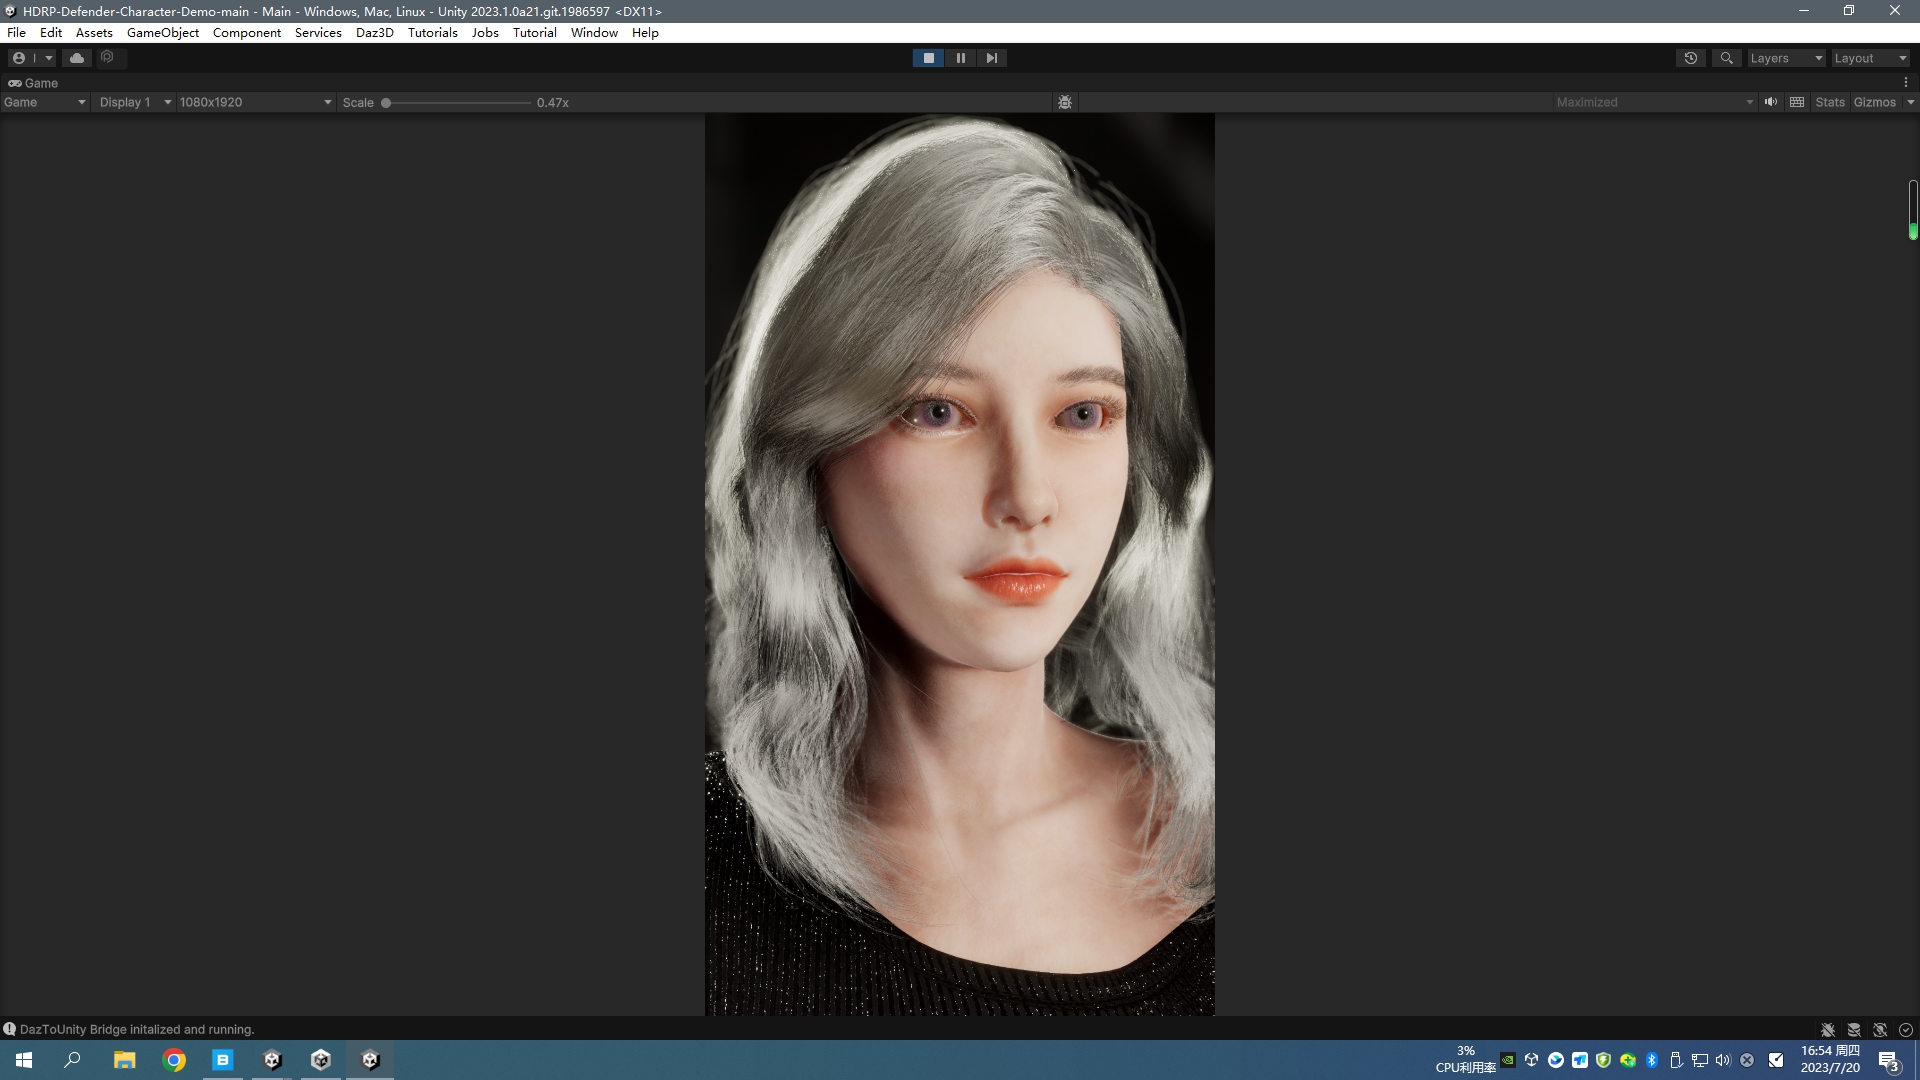 HDRP-Defender-Character-Demo-main - Main - Windows, Mac, Linux - Unity 2023.1.0a21.git.1986597 <DX11>
File Edit Assets GameObject Component Services Daz3D Tutorials Jobs Tutorial Window Help
I Layers Layout
Game
Game Display 1 1080x1920 Scale 0.47x Maximized Stats Gizmos
DazToUnity Bridge initalized and running.
3%
CPU利用率
16:54 周四
2023/7/20
3